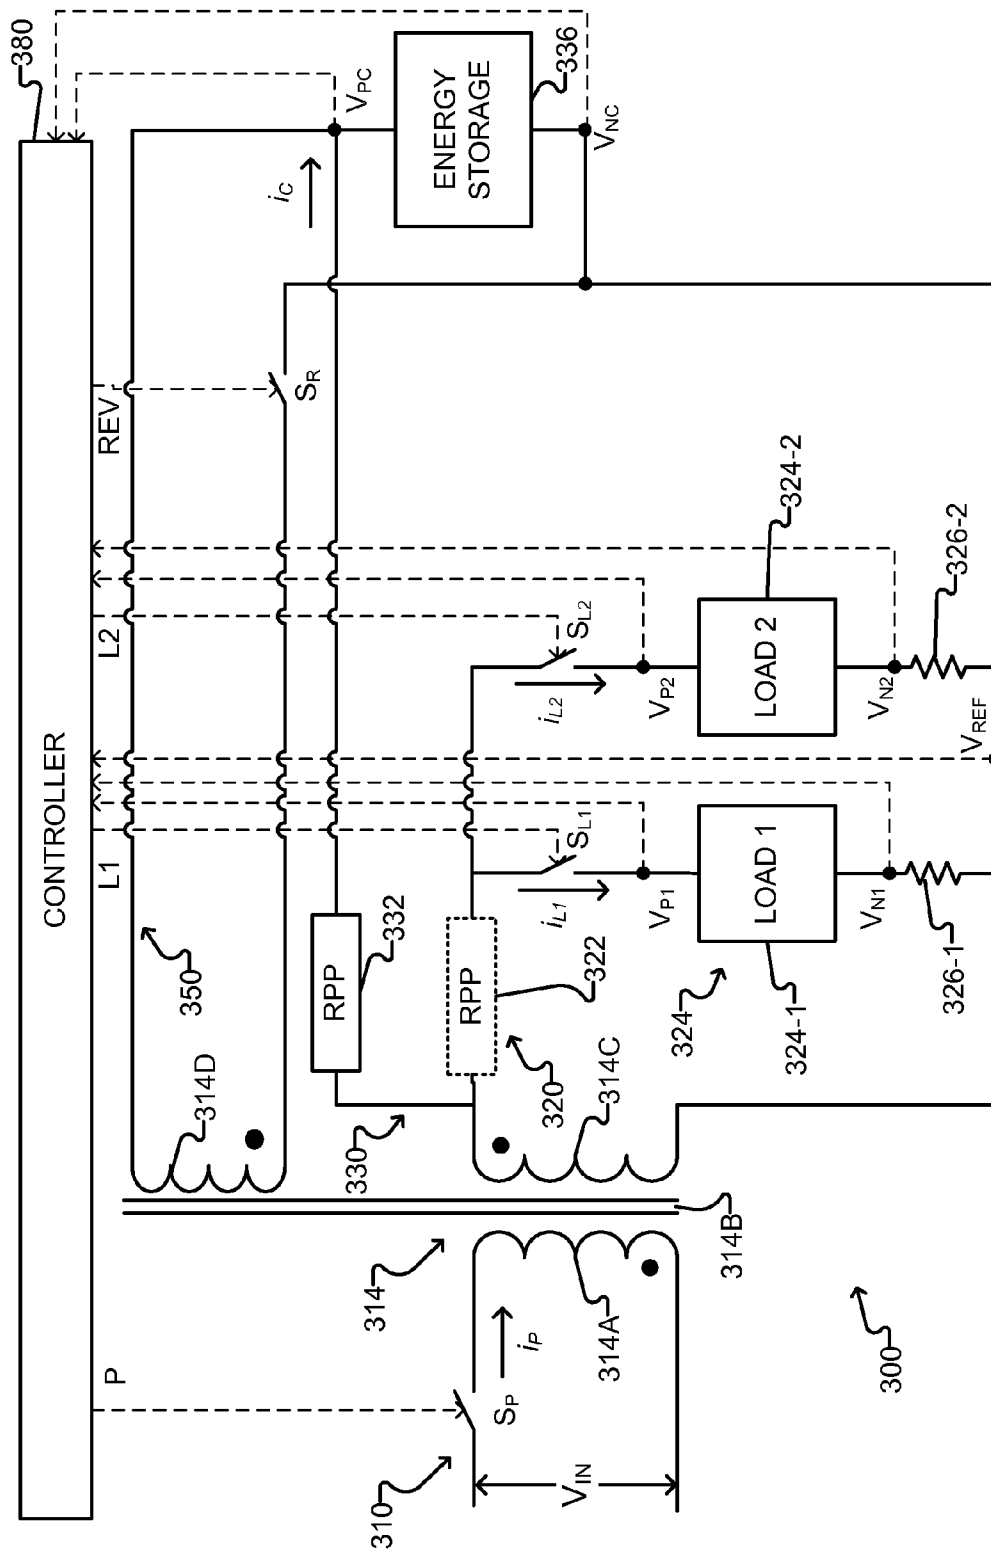 380
CONTROLLER
P
L1
L2
REV
350
314D
332
RPP
i_C
V_PC
ENERGY
STORAGE
336
V_NC
S_R
330
314
310
S_P
i_P
V_IN
314A
314B
314C
320
RPP
322
324
i_L1
S_L1
V_P1
LOAD 1
324-1
V_N1
326-1
i_L2
S_L2
V_P2
LOAD 2
324-2
V_N2
326-2
V_REF
300